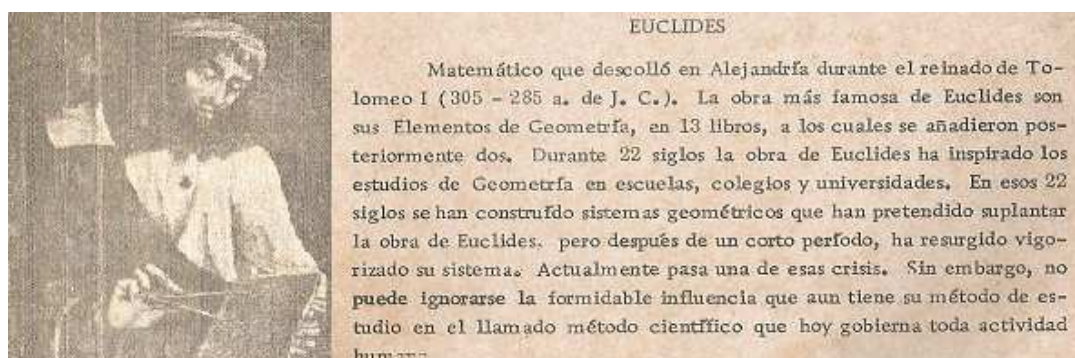 EUCLIDES
Matemático que descolló en Alejandría durante el reinado de To-
lomeo I (305 - 285 a. de J. C.). La obra más famosa de Euclides son
sus Elementos de Geometría, en 13 libros, a los cuales se añadieron pos-
teriormente dos. Durante 22 siglos la obra de Euclides ha inspirado los
estudios de Geometría en escuelas, colegios y universidades. En esos 22
siglos se han construído sistemas geométricos que han pretendido suplantar
la obra de Euclides. pero después de un corto período, ha resurgido vigo-
rizado su sistema. Actualmente pasa una de esas crisis. Sin embargo, no
puede ignorarse la formidable influencia que aun tiene su método de es-
tudio en el llamado método científico que hoy gobierna toda actividad
humana